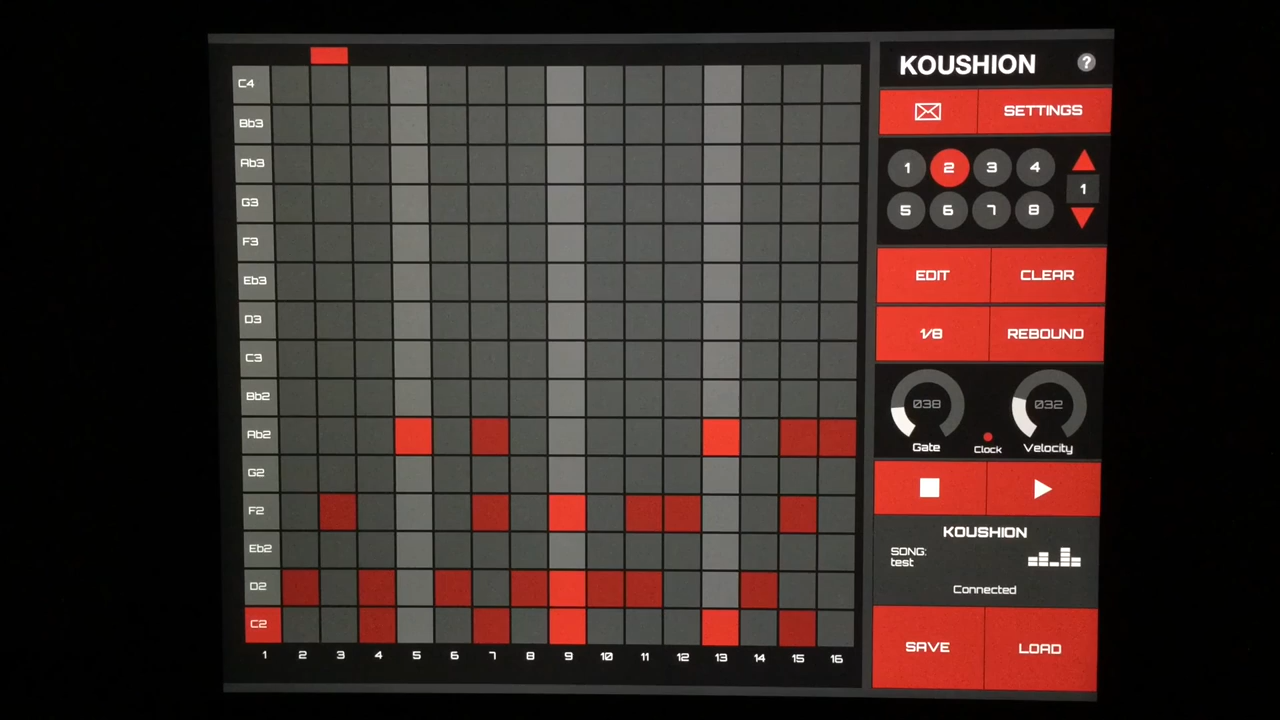 KOUSHION ?
SETTINGS
1 2 3 4
1
5 6 7 8
EDIT CLEAR
1/8 REBOUND
038 032
Gate Clock Velocity
KOUSHION
SONG:
test
Connected
SAVE LOAD
C4
Bb3
Ab3
G3
F3
Eb3
D3
C3
Bb2
Ab2
G2
F2
Eb2
D2
C2
1 2 3 4 5 6 7 8 9 10 11 12 13 14 15 16